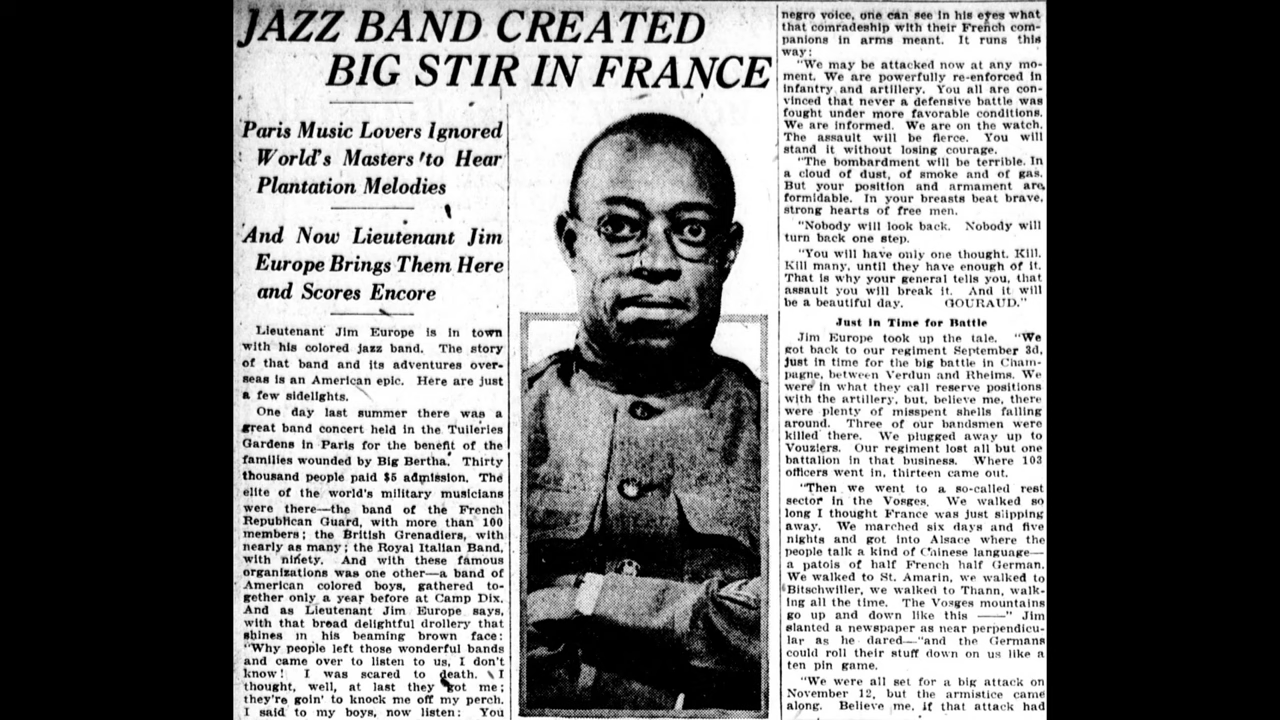 JAZZ BAND CREATED
BIG STIR IN FRANCE
Paris Music Lovers Ignored
World's Masters to Hear
Plantation Melodies
And Now Lieutenant Jim
Europe Brings Them Here
and Scores Encore
Lieutenant Jim Europe is in town
with his colored jazz band. The story
of that band and its adventures over-
seas is an American epic. Here are just
a few sidelights.
One day last summer there was a
great band concert held in the Tuileries
Gardens in Paris for the benefit of the
families wounded by Big Bertha. Thirty
thousand people paid $5 admission. The
elite of the world's military musicians
were there—the band of the French
Republican Guard, with more than 100
members; the British Grenadiers, with
nearly as many; the Royal Italian Band,
with ninety. And with these famous
organizations was one other—a band of
American colored boys, gathered to-
gether only a year before at Camp Dix.
And as Lieutenant Jim Europe says,
with that broad delightful drollery that
shines in his beaming brown face:
"Why people left those wonderful bands
and came over to listen to us, I don't
know! I was scared to death. I
thought, well, at last they got me;
they're goin' to knock me off my perch.
I said to my boys, now listen: You
negro voice, one can see in his eyes what
that comradeship with their French com-
panions in arms meant. It runs this
way:
"We may be attacked now at any mo-
ment. We are powerfully re-enforced in
infantry and artillery. You all are con-
vinced that never a defensive battle was
fought under more favorable conditions.
We are informed. We are on the watch.
The assault will be fierce. You will
stand it without losing courage.
"The bombardment will be terrible. In
a cloud of dust, of smoke and of gas.
But your position and armament are
formidable. In your breasts beat brave,
strong hearts of free men.
"Nobody will look back. Nobody will
turn back one step.
"You will have only one thought. Kill.
Kill many, until they have enough of it.
That is why your general tells you, that
assault you will break it. And it will
be a beautiful day. GOURAUD."
Just in Time for Battle
Jim Europe took up the tale. "We
got back to our regiment September 3d,
just in time for the big battle in Cham-
pagne, between Verdun and Rheims. We
were in what they call reserve positions
with the artillery, but, believe me, there
were plenty of misspent shells falling
around. Three of our bandsmen were
killed there. We plugged away up to
Vouziers. Our regiment lost all but one
battalion in that business. Where 103
officers went in, thirteen came out.
"Then we went to a so-called rest
sector in the Vosges. We walked so
long I thought France was just slipping
away. We marched six days and five
nights and got into Alsace where the
people talk a kind of Chinese language—
a patois of half French half German.
We walked to St. Amarin, we walked to
Bitschwiller, we walked to Thann, walk-
ing all the time. The Vosges mountains
go up and down like this ——" Jim
slanted a newspaper as near perpendicu-
lar as he dared—"and the Germans
could roll their stuff down on us like a
ten pin game.
"We were all set for a big attack on
November 12, but the armistice came
along. Believe me, if that attack had